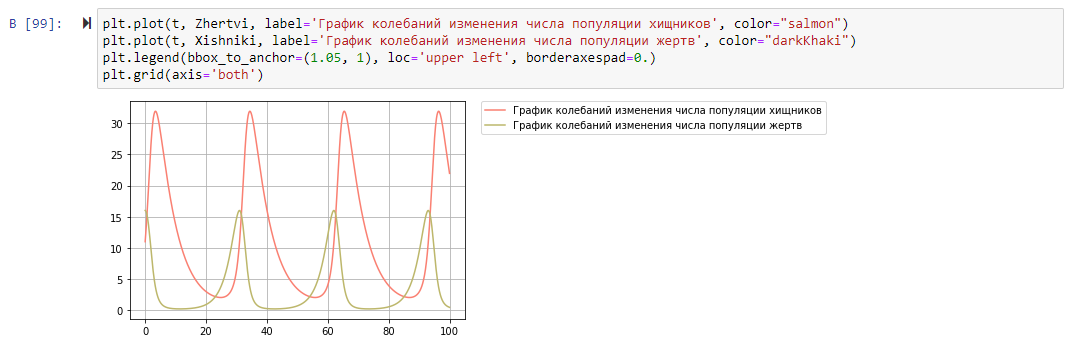 В [99]:
plt.plot(t, Zhertvi, label='График колебаний изменения числа популяции хищников', color="salmon")
plt.plot(t, Xishniki, label='График колебаний изменения числа популяции жертв', color="darkKhaki")
plt.legend(bbox_to_anchor=(1.05, 1), loc='upper left', borderaxespad=0.)
plt.grid(axis='both')
График колебаний изменения числа популяции хищников
График колебаний изменения числа популяции жертв
30
25
20
15
10
5
0
0 20 40 60 80 100